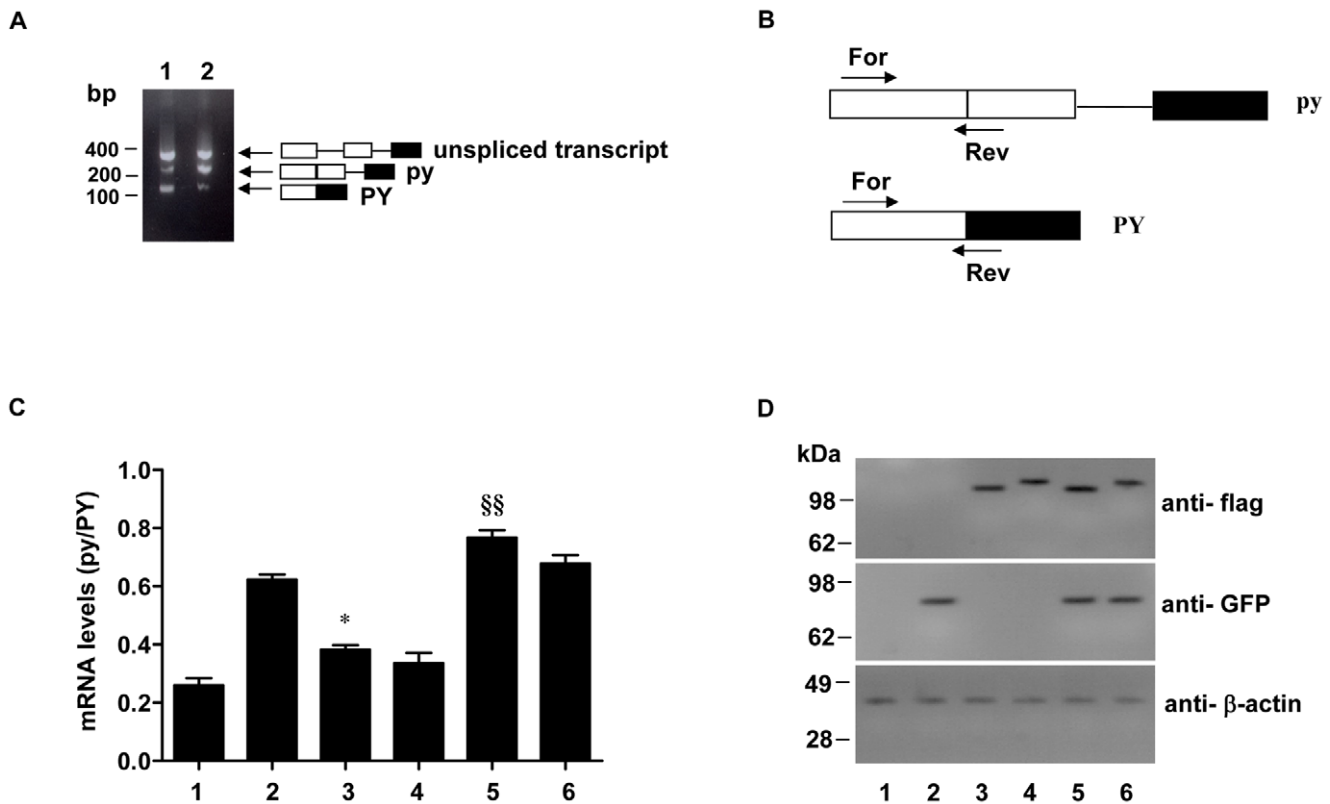 A
1 2
bp
400
200
100
unspliced transcript
py
PY
B
For
py
Rev
For
PY
Rev
C
mRNA levels (py/PY)
1.0
0.8
0.6
0.4
0.2
0.0
*
§§
1 2 3 4 5 6
D
kDa
98
62
anti- flag
98
62
anti- GFP
49
28
anti- β-actin
1 2 3 4 5 6